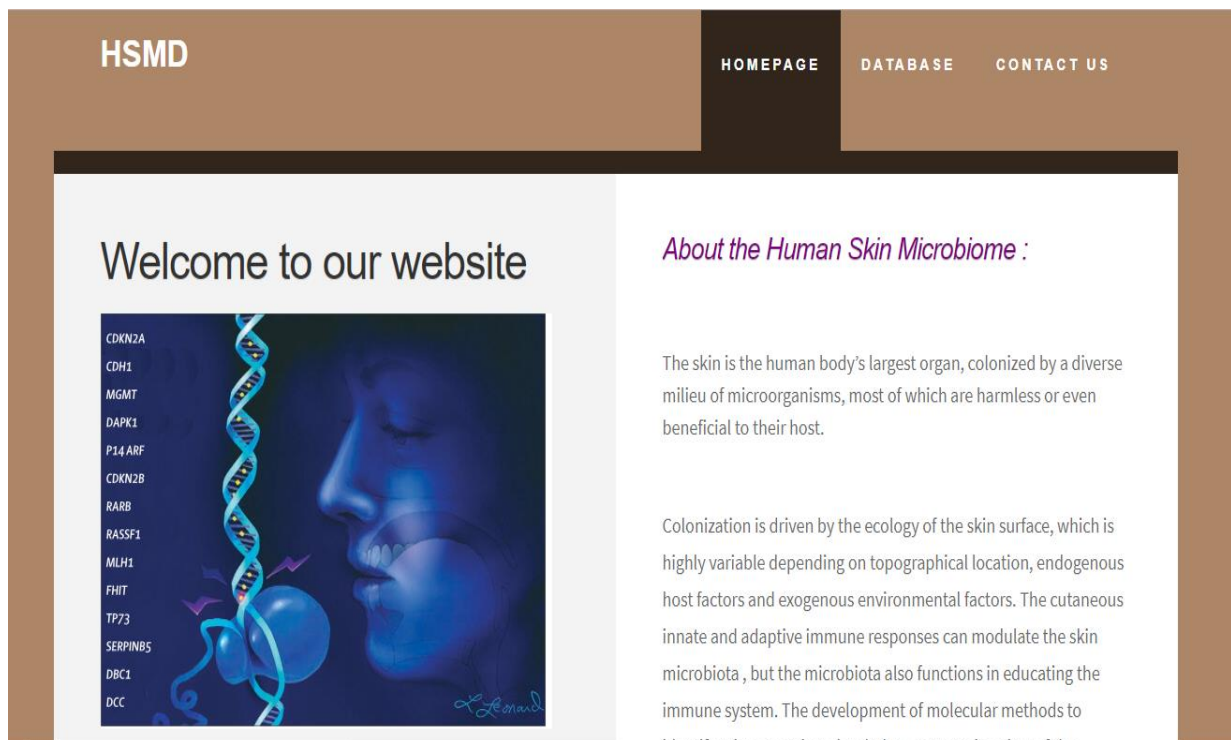 HSMD
HOMEPAGE DATABASE CONTACT US
Welcome to our website
CDKN2A
CDH1
MGMT
DAPK1
P14 ARF
CDKN2B
RARB
RASSF1
MLH1
FHIT
TP73
SERPINB5
DBC1
DCC
L Leonard
About the Human Skin Microbiome :
The skin is the human body’s largest organ, colonized by a diverse
milieu of microorganisms, most of which are harmless or even
beneficial to their host.
Colonization is driven by the ecology of the skin surface, which is
highly variable depending on topographical location, endogenous
host factors and exogenous environmental factors. The cutaneous
innate and adaptive immune responses can modulate the skin
microbiota , but the microbiota also functions in educating the
immune system. The development of molecular methods to